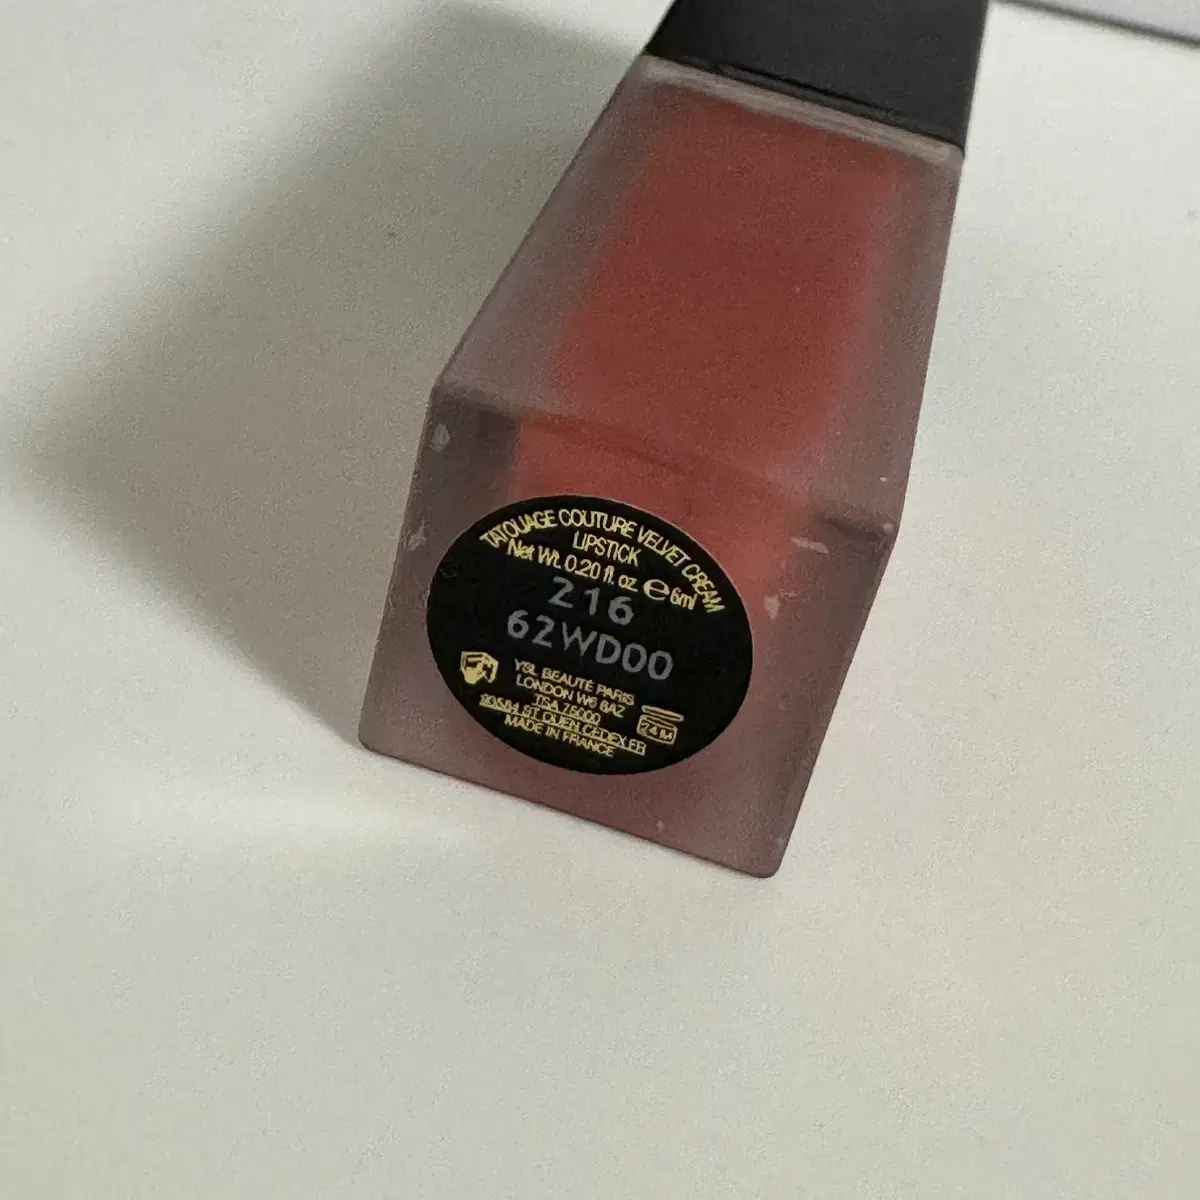 TATOUAGE COUTURE VELVET CREAM
LIPSTICK
Net Wt. 0.20 fl. oz. ℮ 6ml
216
62WD00
YSL BEAUTÉ PARIS
LONDON W6 8AZ
TSA 75000
93584 ST OUEN CEDEX FR
MADE IN FRANCE
24 M